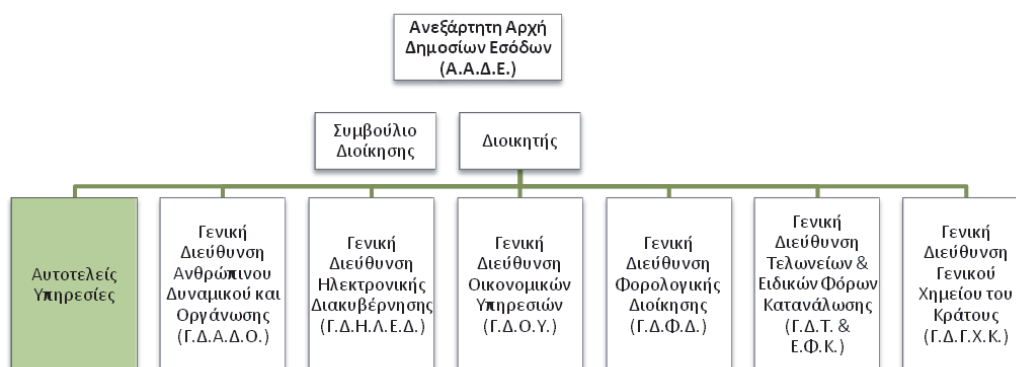 Ανεξάρτητη Αρχή
Δημοσίων Εσόδων
(Α.Α.Δ.Ε.)
Συμβούλιο
Διοίκησης
Διοικητής
Αυτοτελείς
Υπηρεσίες
Γενική
Διεύθυνση
Ανθρώπινου
Δυναμικού και
Οργάνωσης
(Γ.Δ.Α.Δ.Ο.)
Γενική
Διεύθυνση
Ηλεκτρονικής
Διακυβέρνησης
(Γ.Δ.Η.Λ.Ε.Δ.)
Γενική
Διεύθυνση
Οικονομικών
Υπηρεσιών
(Γ.Δ.Ο.Υ.)
Γενική
Διεύθυνση
Φορολογικής
Διοίκησης
(Γ.Δ.Φ.Δ.)
Γενική
Διεύθυνση
Τελωνείων &
Ειδικών Φόρων
Κατανάλωσης
(Γ.Δ.Τ. &
Ε.Φ.Κ.)
Γενική
Διεύθυνση
Γενικού
Χημείου του
Κράτους
(Γ.Δ.Γ.Χ.Κ.)